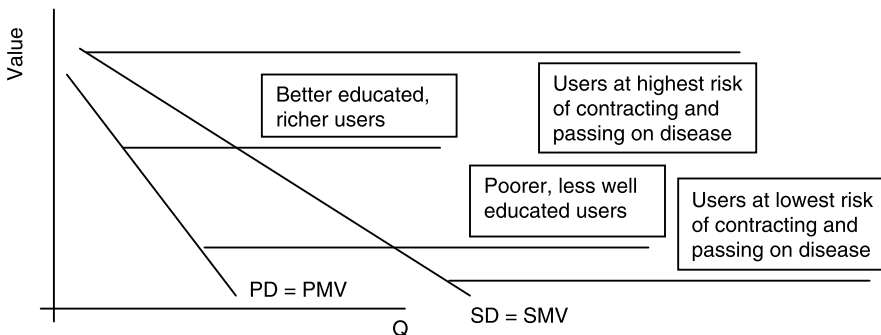 Value
Better educated,
richer users
Users at highest risk
of contracting and
passing on disease
Poorer, less well
educated users
Users at lowest risk
of contracting and
passing on disease
PD = PMV
SD = SMV
Q